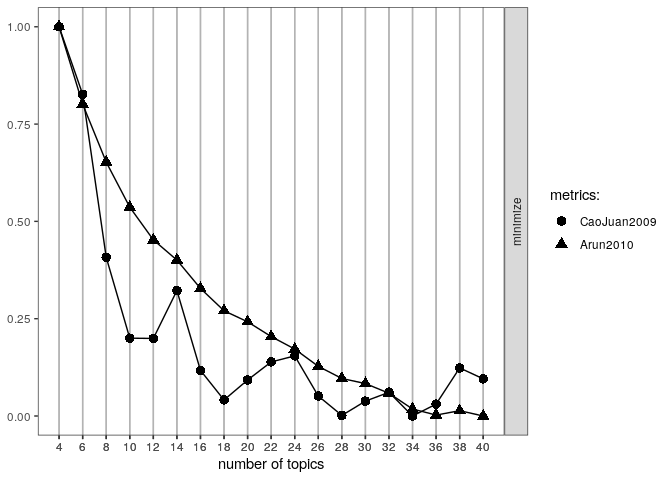 1.00
0.75
0.50
0.25
0.00
4 6 8 10 12 14 16 18 20 22 24 26 28 30 32 34 36 38 40
number of topics
minimize
metrics:
CaoJuan2009
Arun2010